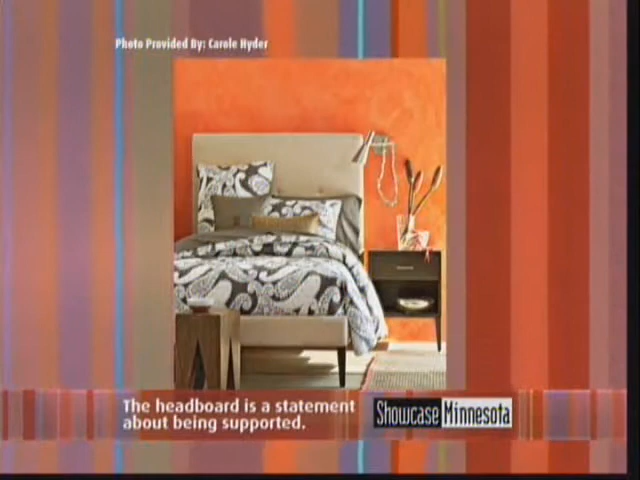 Photo Provided By: Carole Hyder
The headboard is a statement
about being supported.
Showcase Minnesota